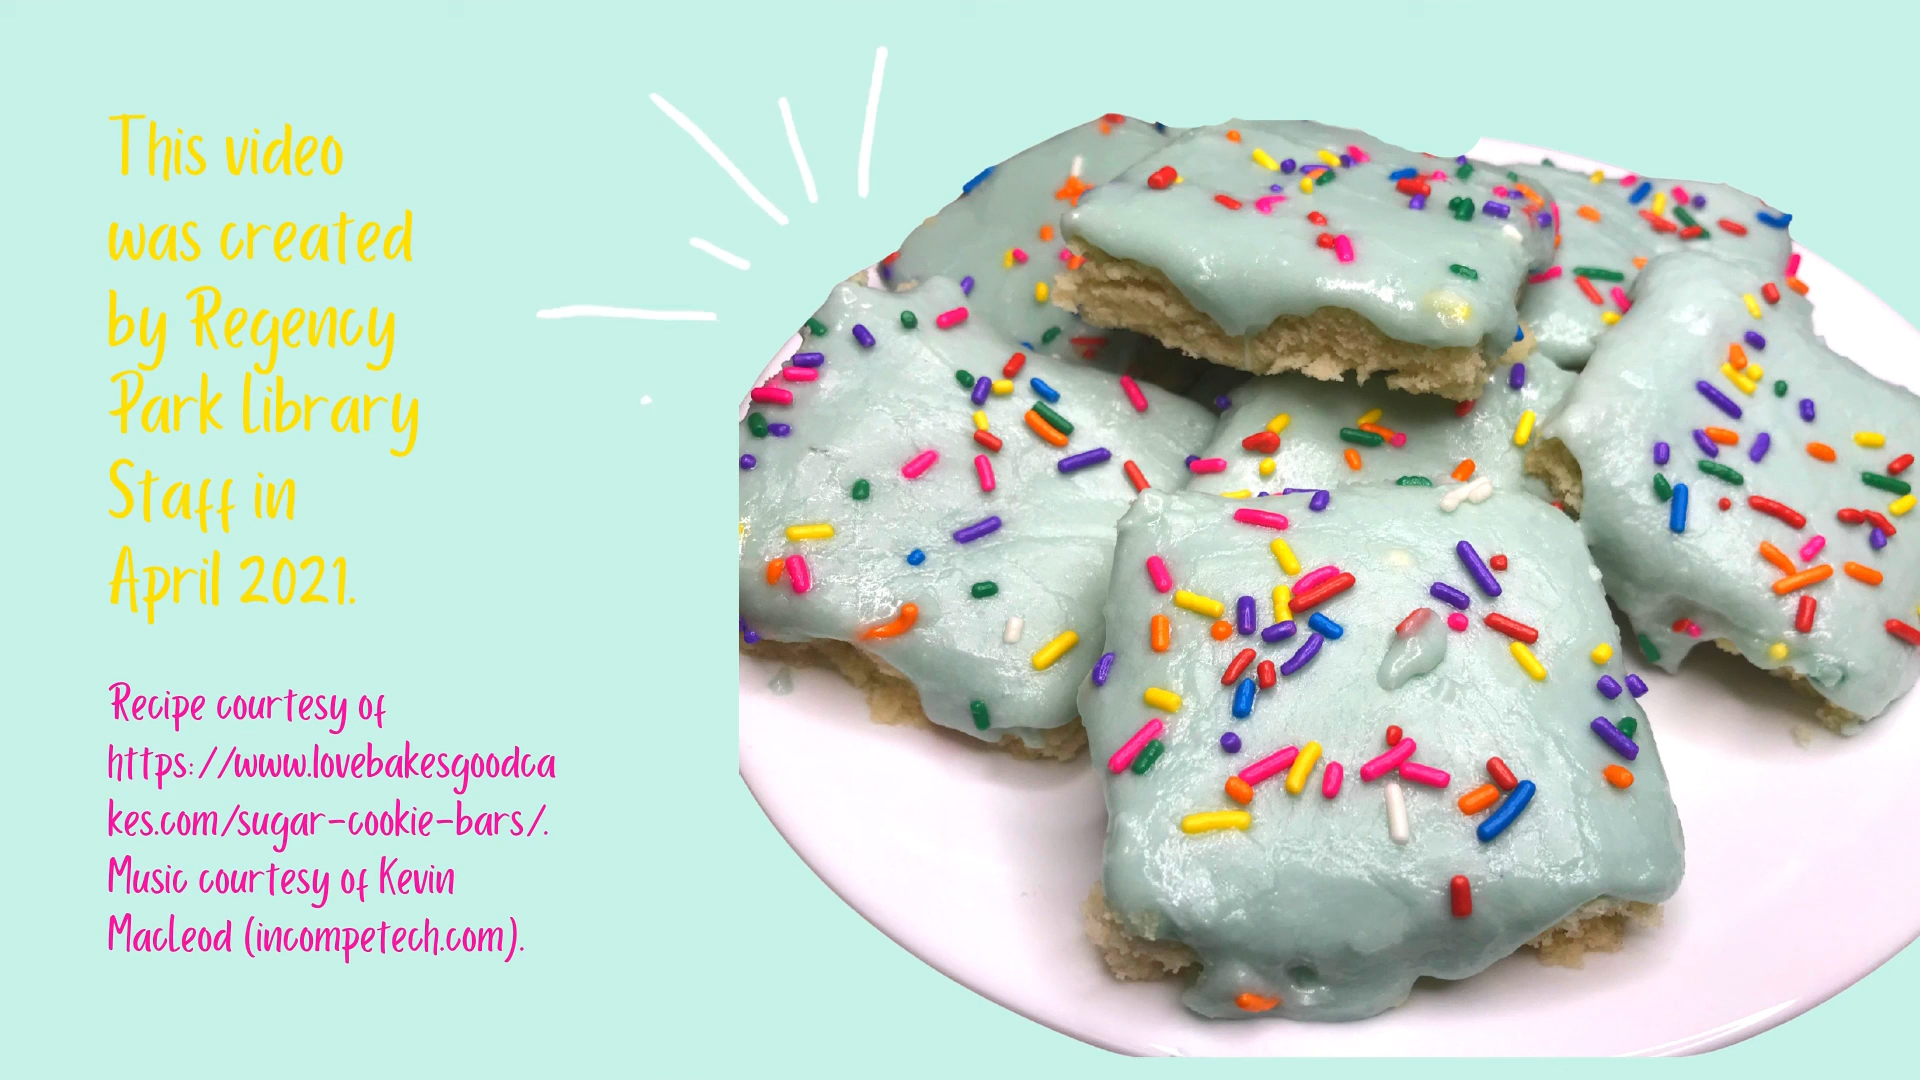 This video
was created
by Regency
Park Library
Staff in
April 2021.
Recipe courtesy of
https://www.lovebakesgoodca
kes.com/sugar-cookie-bars/.
Music courtesy of Kevin
MacLeod (incompetech.com).